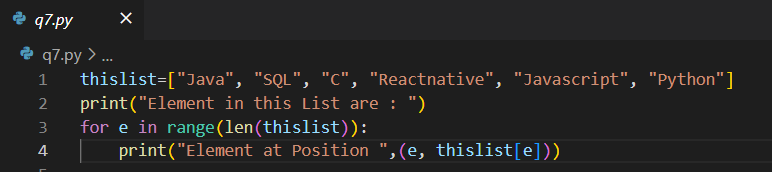 q7.py ×
q7.py > ...
1 thislist=["Java", "SQL", "C", "Reactnative", "Javascript", "Python"]
2 print("Element in this List are : ")
3 for e in range(len(thislist)):
4     print("Element at Position ",(e, thislist[e]))